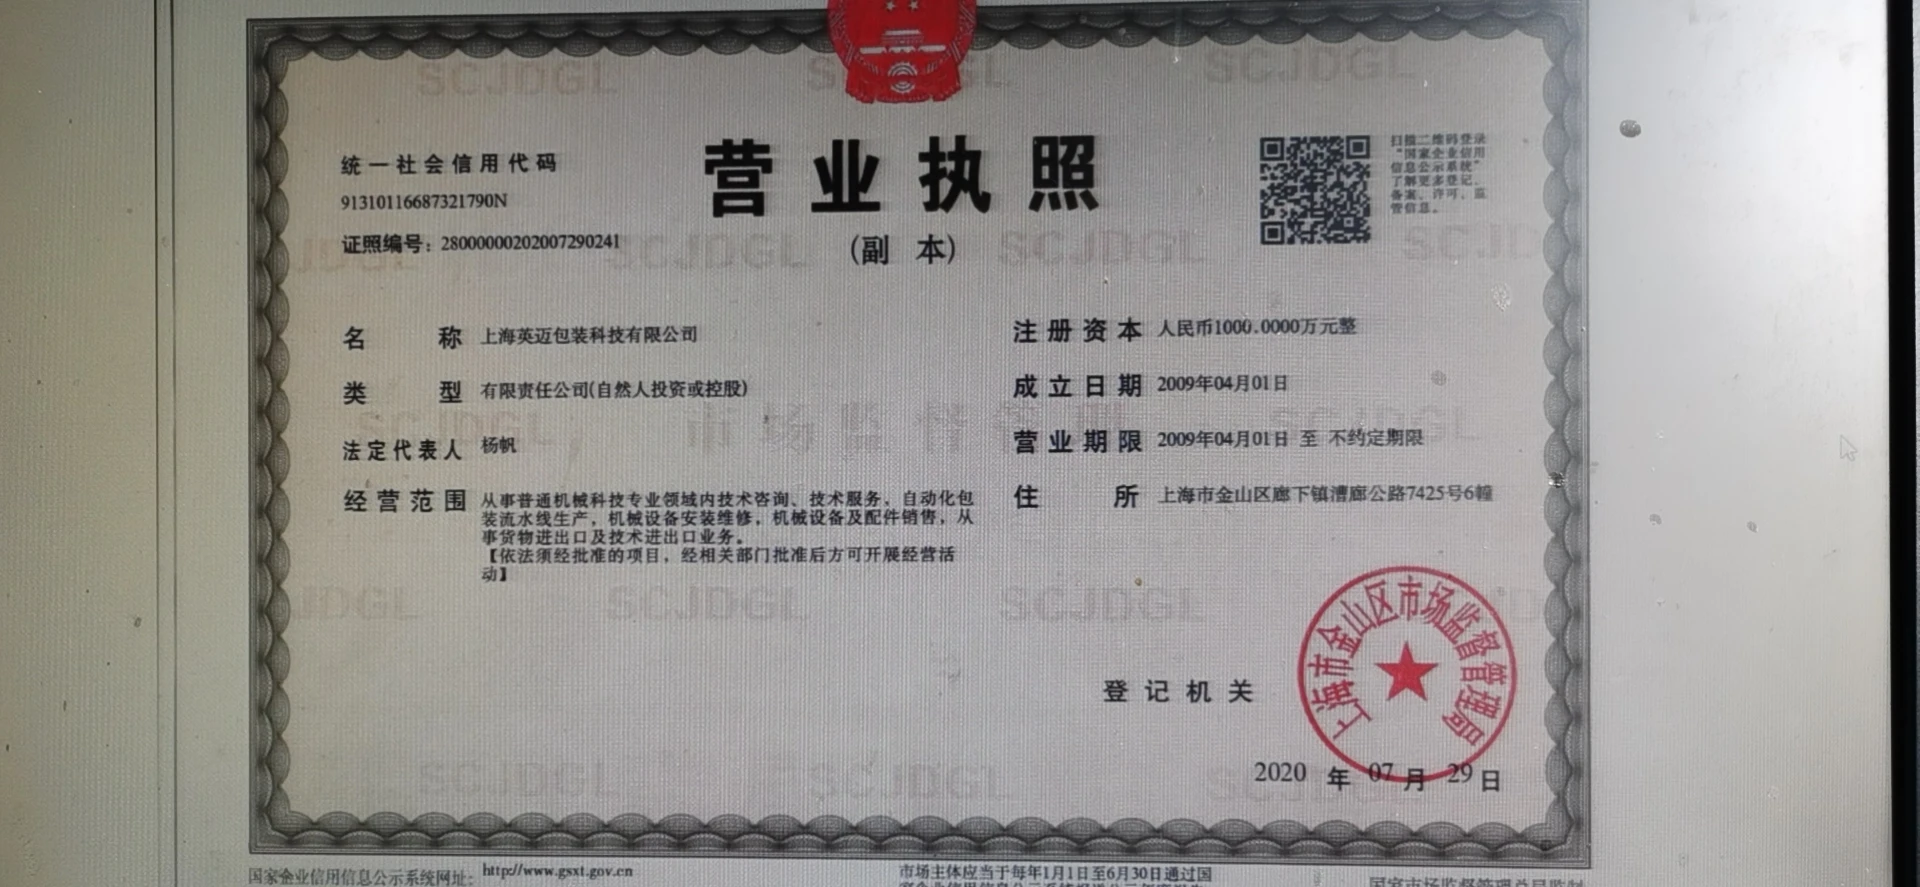 统一社会信用代码
91310116687321790N
证照编号：28000000202007290241
营业执照
(副 本)
扫描二维码登录
"国家企业信用
信息公示系统"
了解更多登记、
备案、许可、监
管信息。
名 称 上海英迈包装科技有限公司
类 型 有限责任公司(自然人投资或控股)
法定代表人 杨帆
经营范围 从事普通机械科技专业领域内技术咨询、技术服务，自动化包
装流水线生产，机械设备安装维修，机械设备及配件销售，从
事货物进出口及技术进出口业务。
【依法须经批准的项目，经相关部门批准后方可开展经营活
动】
注册资本 人民币1000.0000万元整
成立日期 2009年04月01日
营业期限 2009年04月01日 至 不约定期限
住 所 上海市金山区廊下镇漕廊公路7425号6幢
登记机关
上海市金山区市场监督管理局
2020 年 07 月 29 日
SCJDGL
国家企业信用信息公示系统网址：http://www.gsxt.gov.cn
市场主体应当于每年1月1日至6月30日通过国
国家市场监督管理总局监制